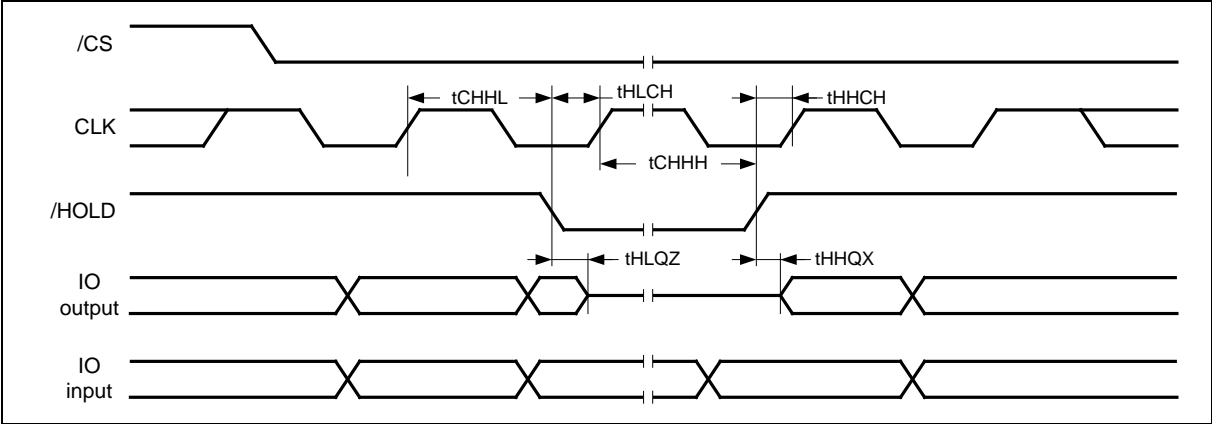 /CS
tCHHL
tHLCH
tHHCH
CLK
tCHHH
/HOLD
tHLQZ
tHHQX
IO
output
IO
input